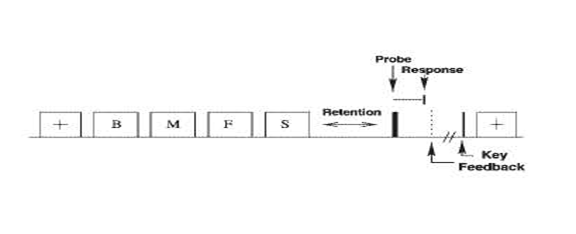 Probe
Response
Retention
+ B M F S +
Key
Feedback